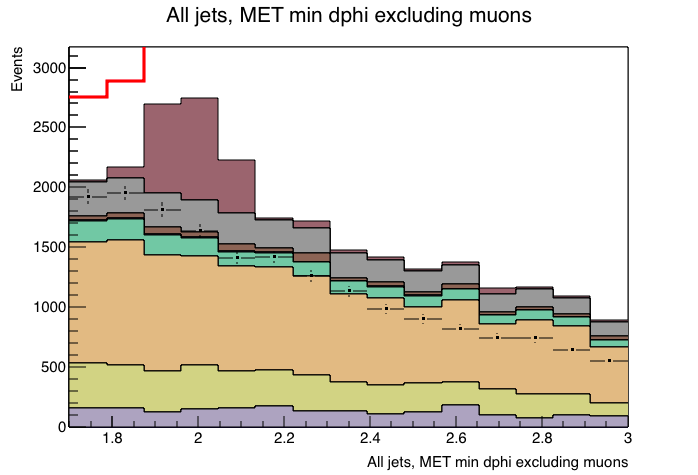 All jets, MET min dphi excluding muons
Events
3000
2500
2000
1500
1000
500
0
1.8 2 2.2 2.4 2.6 2.8 3
All jets, MET min dphi excluding muons